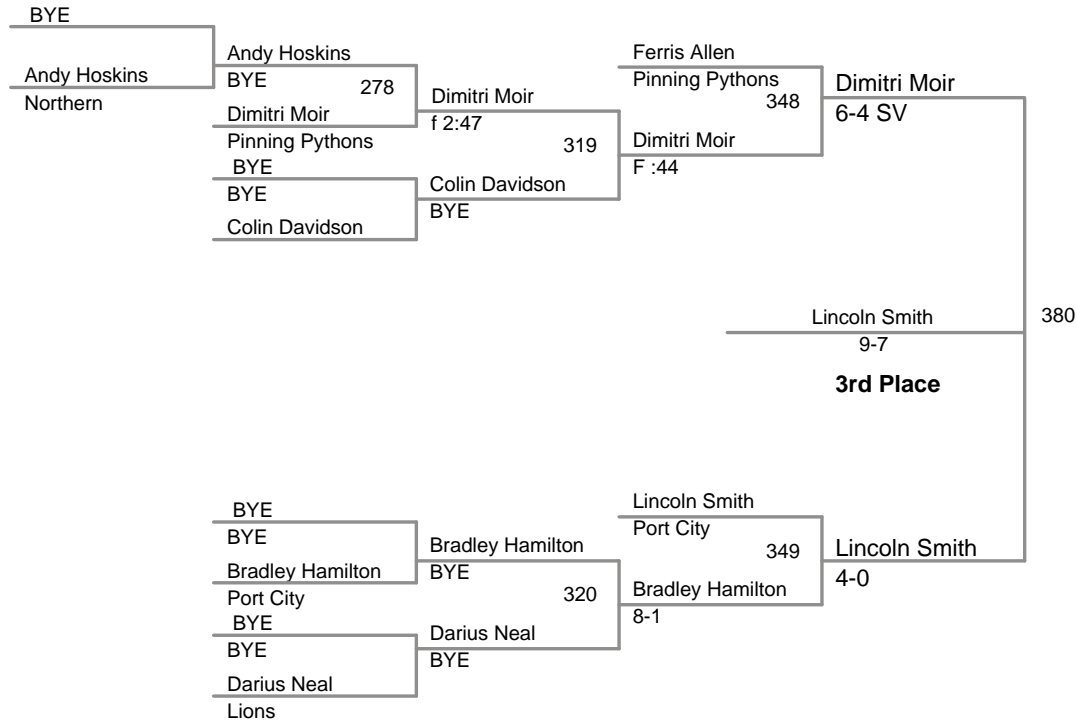 BYE
Andy Hoskins
Northern
Andy Hoskins
BYE
278
Dimitri Moir
Pinning Pythons
BYE
BYE
Colin Davidson
Dimitri Moir
f 2:47
319
Colin Davidson
BYE
Ferris Allen
Pinning Pythons
348
Dimitri Moir
F :44
Dimitri Moir
6-4 SV
Lincoln Smith
9-7
3rd Place
380
BYE
BYE
Bradley Hamilton
Port City
BYE
BYE
Darius Neal
Lions
Bradley Hamilton
BYE
320
Darius Neal
BYE
Lincoln Smith
Port City
349
Bradley Hamilton
8-1
Lincoln Smith
4-0